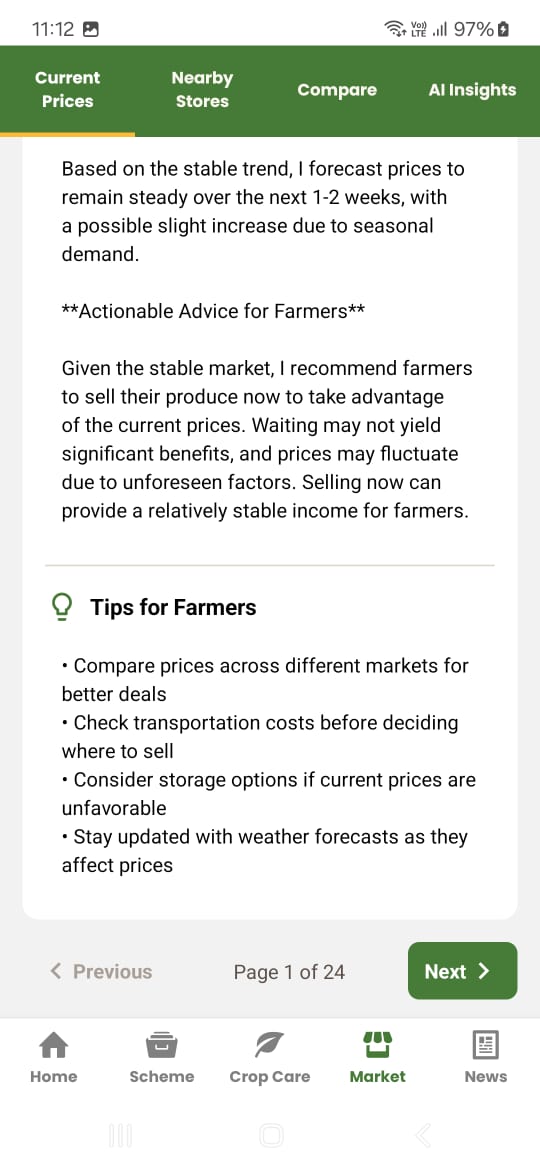 11:12
Vo)) LTE 97%
Current Prices
Nearby Stores
Compare
AI Insights
Based on the stable trend, I forecast prices to
remain steady over the next 1-2 weeks, with
a possible slight increase due to seasonal
demand.
**Actionable Advice for Farmers**
Given the stable market, I recommend farmers
to sell their produce now to take advantage
of the current prices. Waiting may not yield
significant benefits, and prices may fluctuate
due to unforeseen factors. Selling now can
provide a relatively stable income for farmers.
Tips for Farmers
• Compare prices across different markets for
better deals
• Check transportation costs before deciding
where to sell
• Consider storage options if current prices are
unfavorable
• Stay updated with weather forecasts as they
affect prices
Previous
Page 1 of 24
Next
Home
Scheme
Crop Care
Market
News